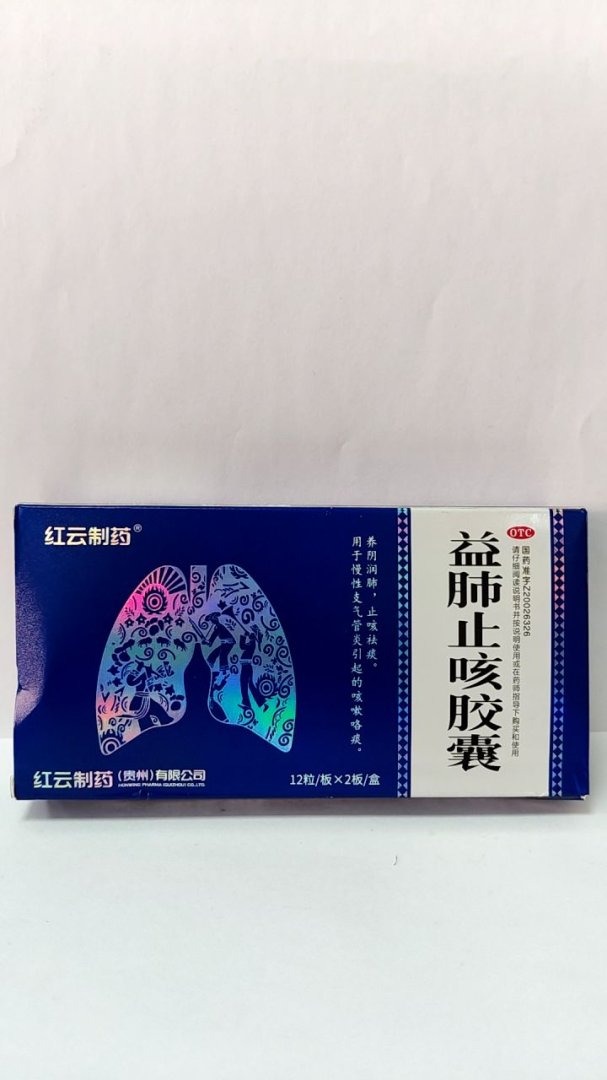 红云制药®
养阴润肺，止咳祛痰。
用于慢性支气管炎引起的咳嗽咯痰。
红云制药(贵州)有限公司
HONGYUN PHARMA (GUIZHOU) CO.,LTD.
12粒/板×2板/盒
OTC
国药准字Z20026326
请仔细阅读说明书并按说明使用或在药师指导下购买和使用
益肺止咳胶囊